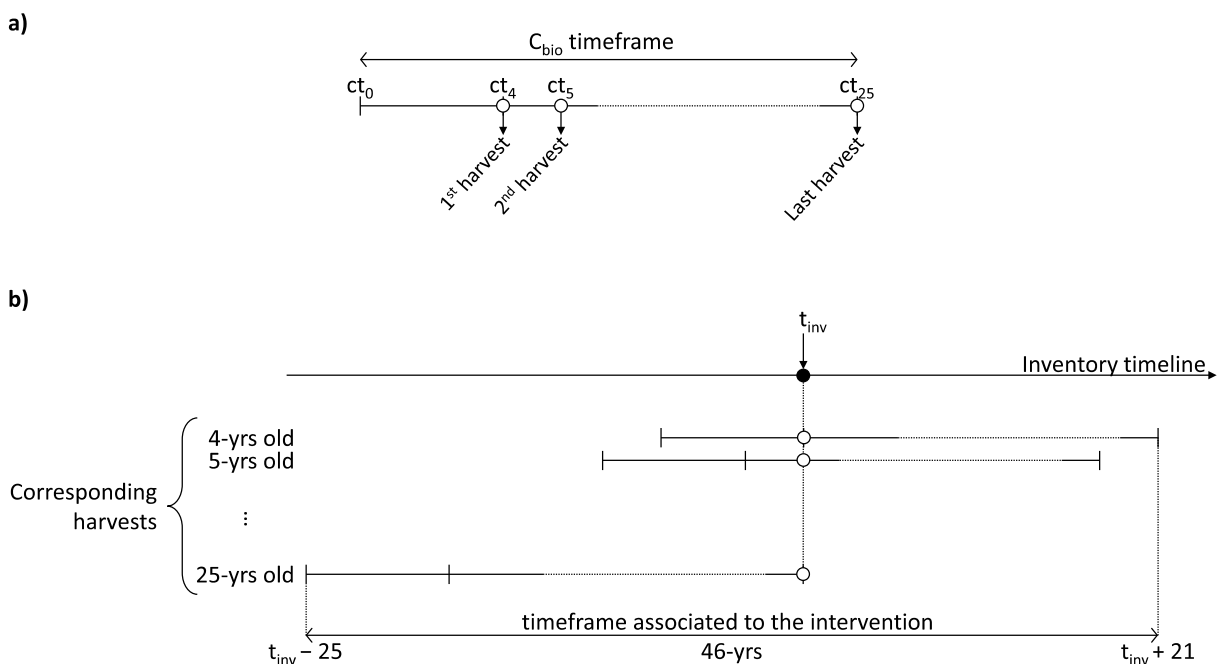 a)
C_bio timeframe
ct_0 ct_4 ct_5 ct_25
1st harvest
2nd harvest
Last harvest
b)
t_inv
Inventory timeline
4-yrs old
5-yrs old
Corresponding
harvests
⋮
25-yrs old
timeframe associated to the intervention
t_inv – 25 46-yrs t_inv + 21